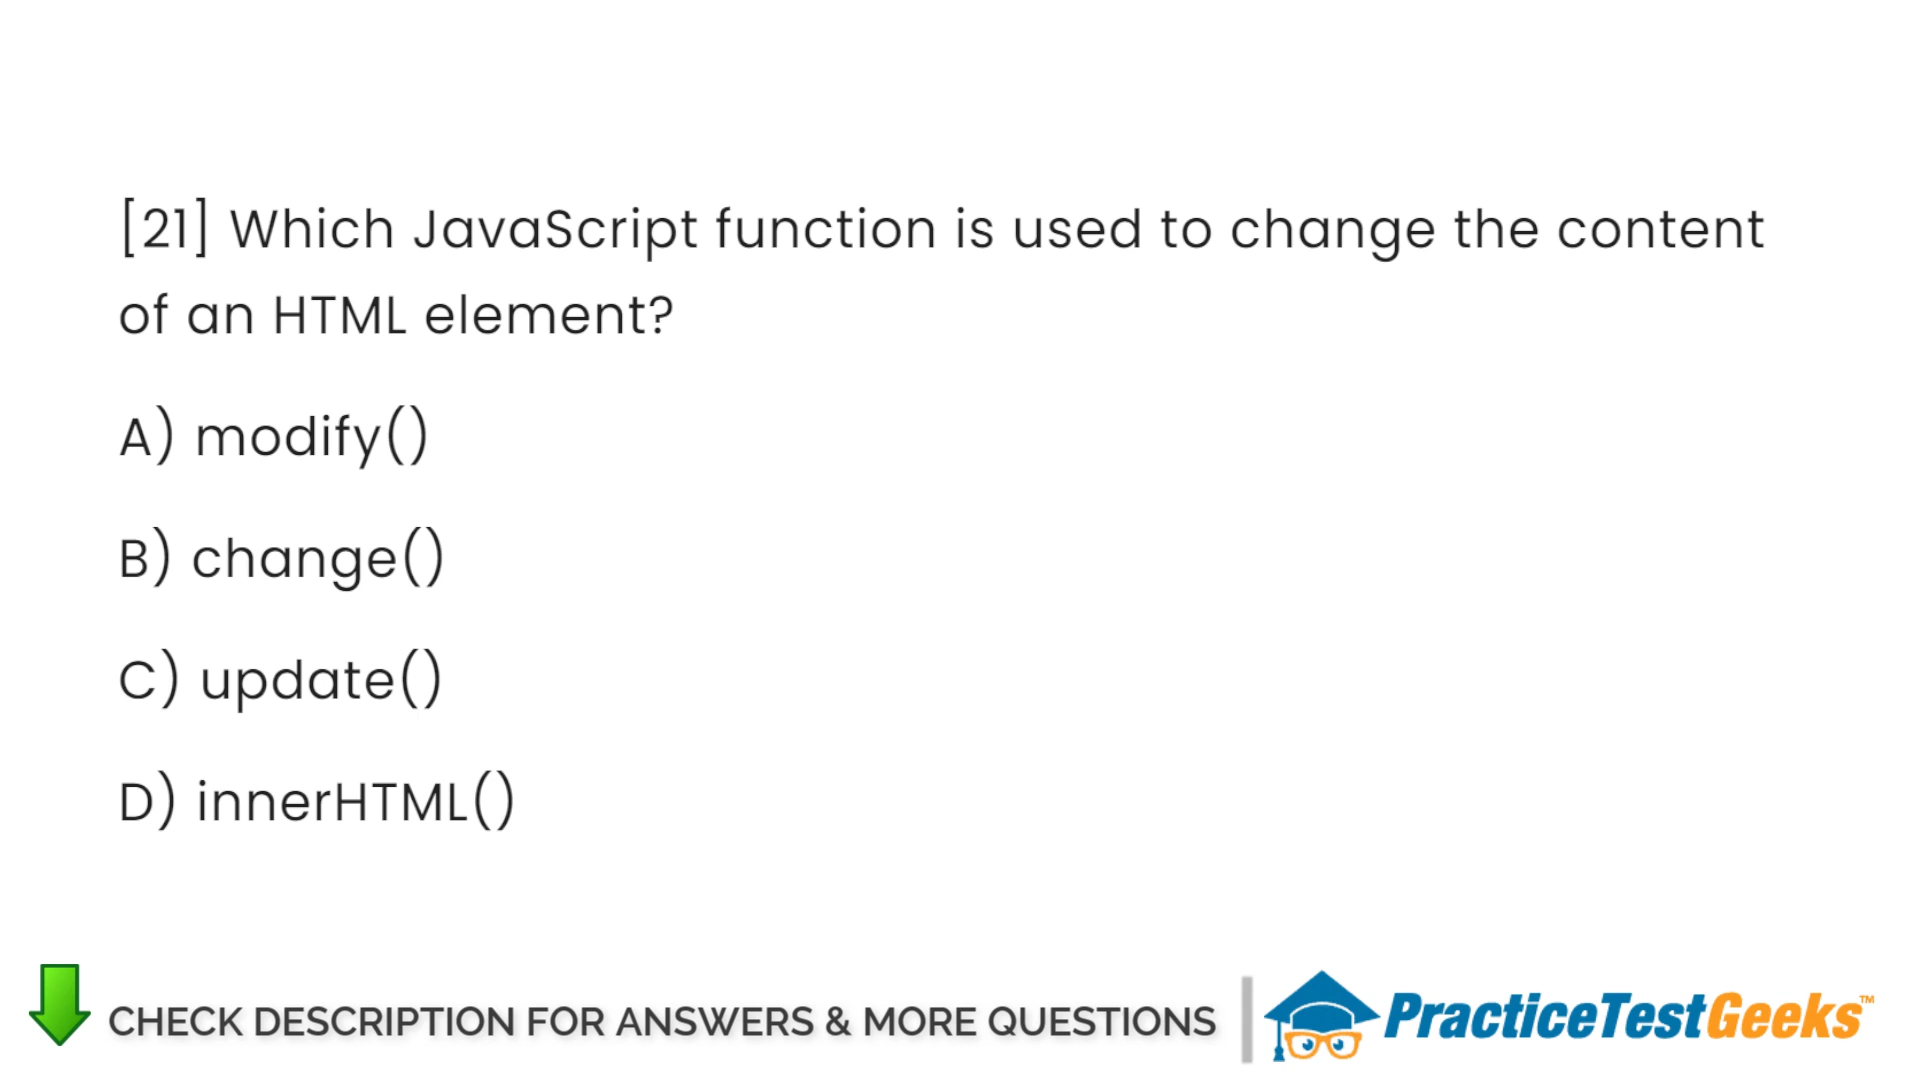 [21] Which JavaScript function is used to change the content
of an HTML element?
A) modify()
B) change()
C) update()
D) innerHTML()
CHECK DESCRIPTION FOR ANSWERS & MORE QUESTIONS
PracticeTestGeeks™